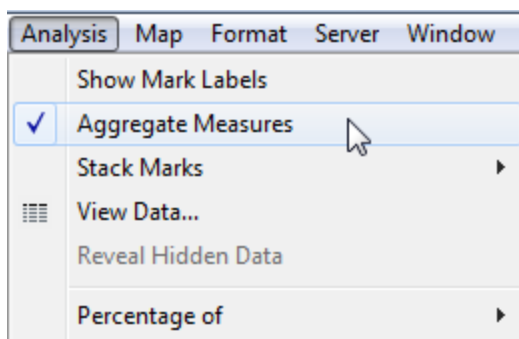 Analysis Map Format Server Window
Show Mark Labels
Aggregate Measures
Stack Marks
View Data...
Reveal Hidden Data
Percentage of